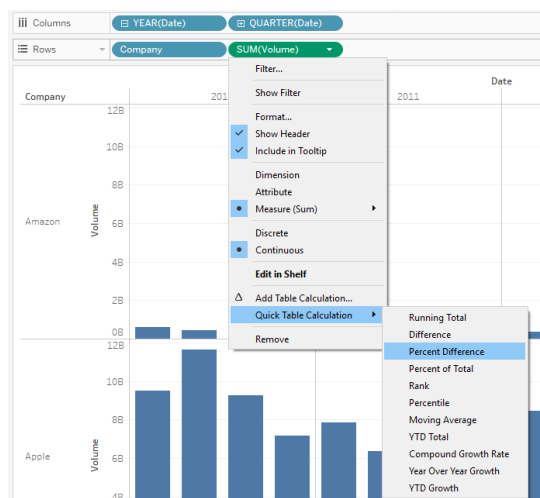 iii Columns
YEAR(Date)
QUARTER(Date)
Rows
Company
SUM(Volume)
Filter...
Show Filter
Format...
Show Header
Include in Tooltip
Dimension
Attribute
Measure (Sum)
Discrete
Continuous
Edit in Shelf
Add Table Calculation...
Quick Table Calculation
Remove
Running Total
Difference
Percent Difference
Percent of Total
Rank
Percentile
Moving Average
YTD Total
Compound Growth Rate
Year Over Year Growth
YTD Growth
Date
Company
201
2011
Amazon
Volume
12B
10B
8B
6B
4B
2B
0B
Apple
Volume
12B
10B
8B
6B
4B